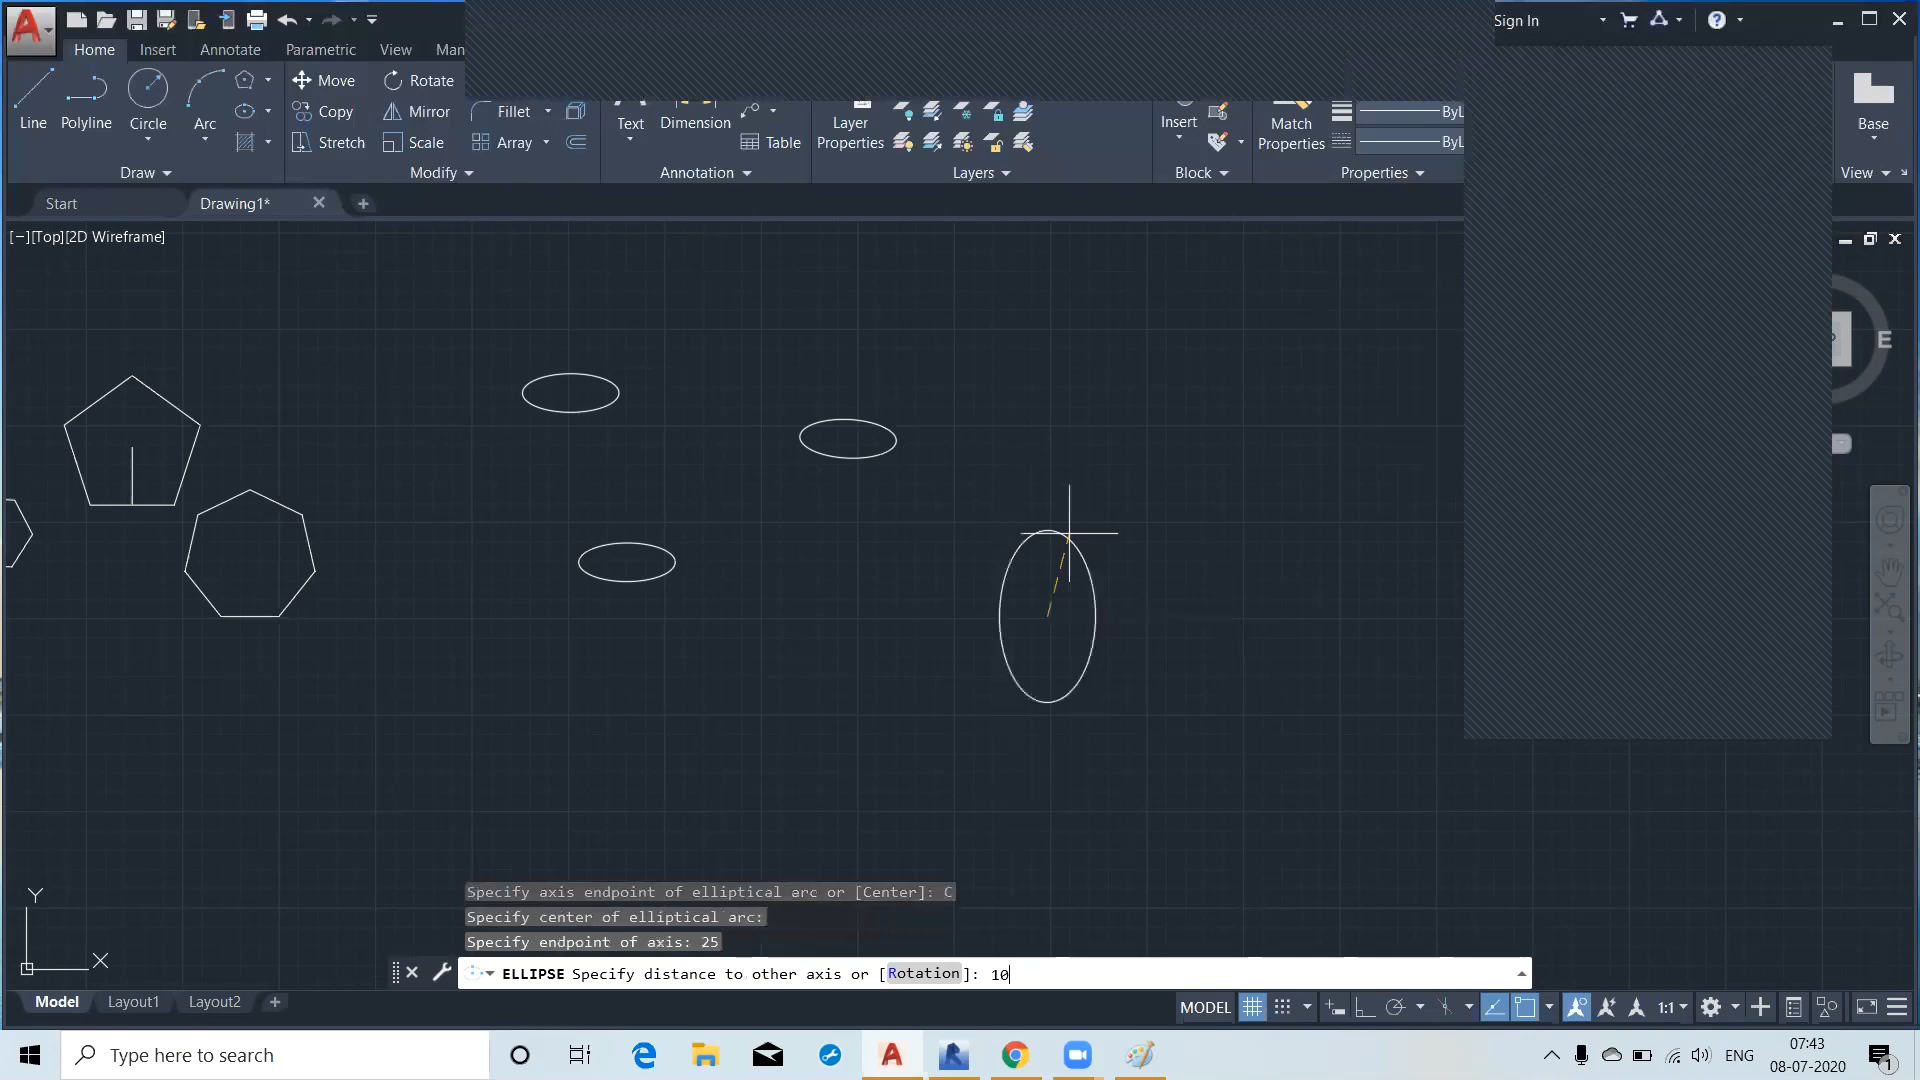 Sign In
Home Insert Annotate Parametric View Man
Move Rotate
Line Polyline Circle Arc
Copy Mirror Fillet
Stretch Scale Array
Text Dimension
Table
Layer
Properties
Insert
Match
Properties
ByL
ByL
Base
Draw Modify Annotation Layers Block Properties View
Start Drawing1*
[−][Top][2D Wireframe]
E
Y
X
Specify axis endpoint of elliptical arc or [Center]: C
Specify center of elliptical arc:
Specify endpoint of axis: 25
ELLIPSE Specify distance to other axis or [Rotation]: 10
Model Layout1 Layout2
MODEL 1:1
Type here to search
ENG
07:43
08-07-2020
1